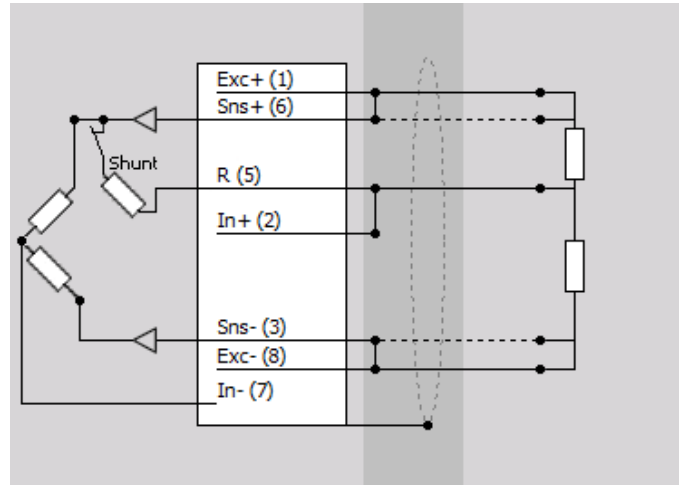 Exc+ (1)
Sns+ (6)
Shunt
R (5)
In+ (2)
Sns- (3)
Exc- (8)
In- (7)